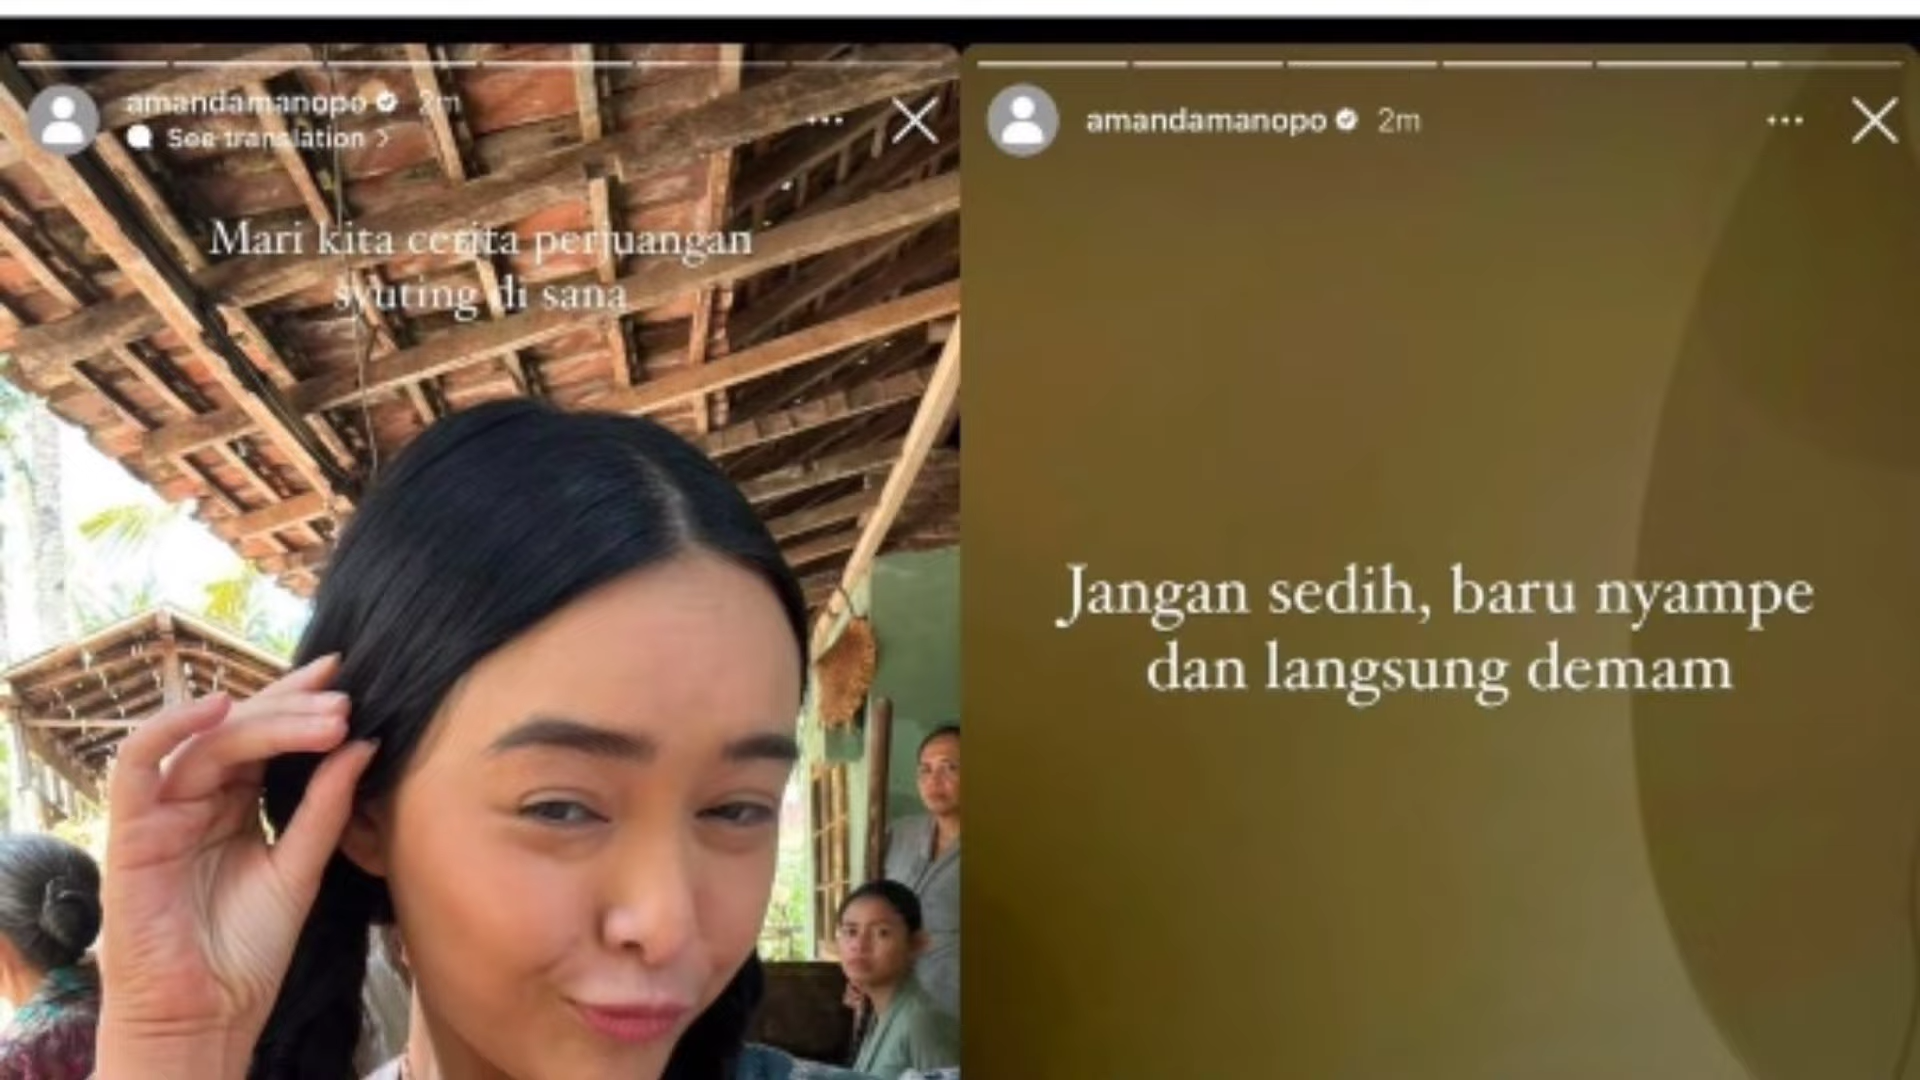 amandamanopo 2m
See translation >
Mari kita cerita perjuangan
syuting di sana
amandamanopo 2m
Jangan sedih, baru nyampe
dan langsung demam